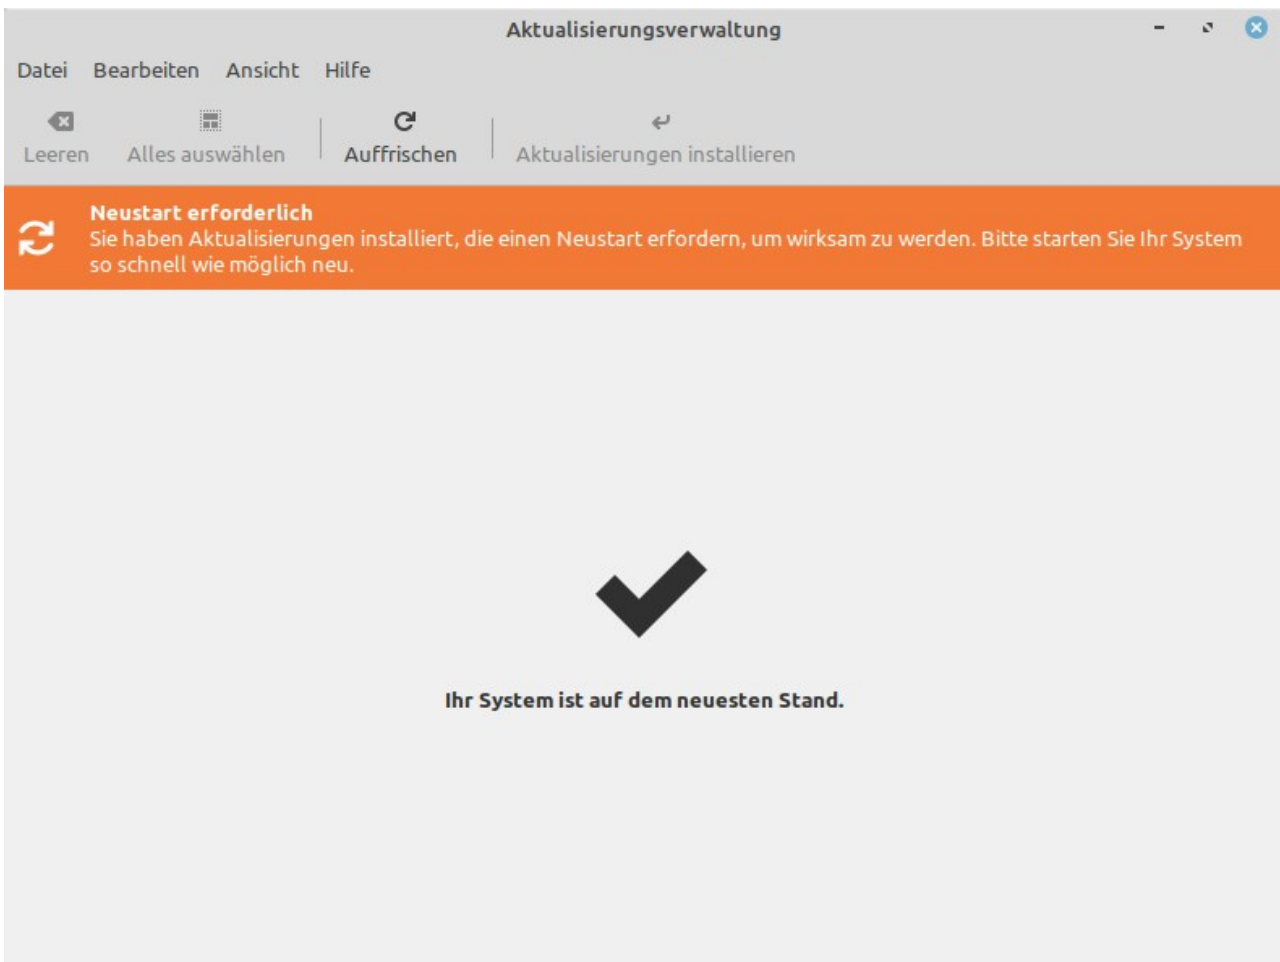 Aktualisierungsverwaltung
Datei Bearbeiten Ansicht Hilfe
Leeren Alles auswählen Auffrischen Aktualisierungen installieren
Neustart erforderlich
Sie haben Aktualisierungen installiert, die einen Neustart erfordern, um wirksam zu werden. Bitte starten Sie Ihr System
so schnell wie möglich neu.
Ihr System ist auf dem neuesten Stand.